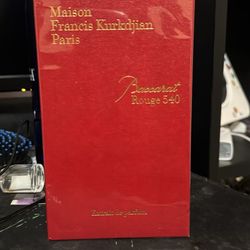 Maison
Francis Kurkdjian
Paris
Baccarat
Rouge 540
Extrait de parfum